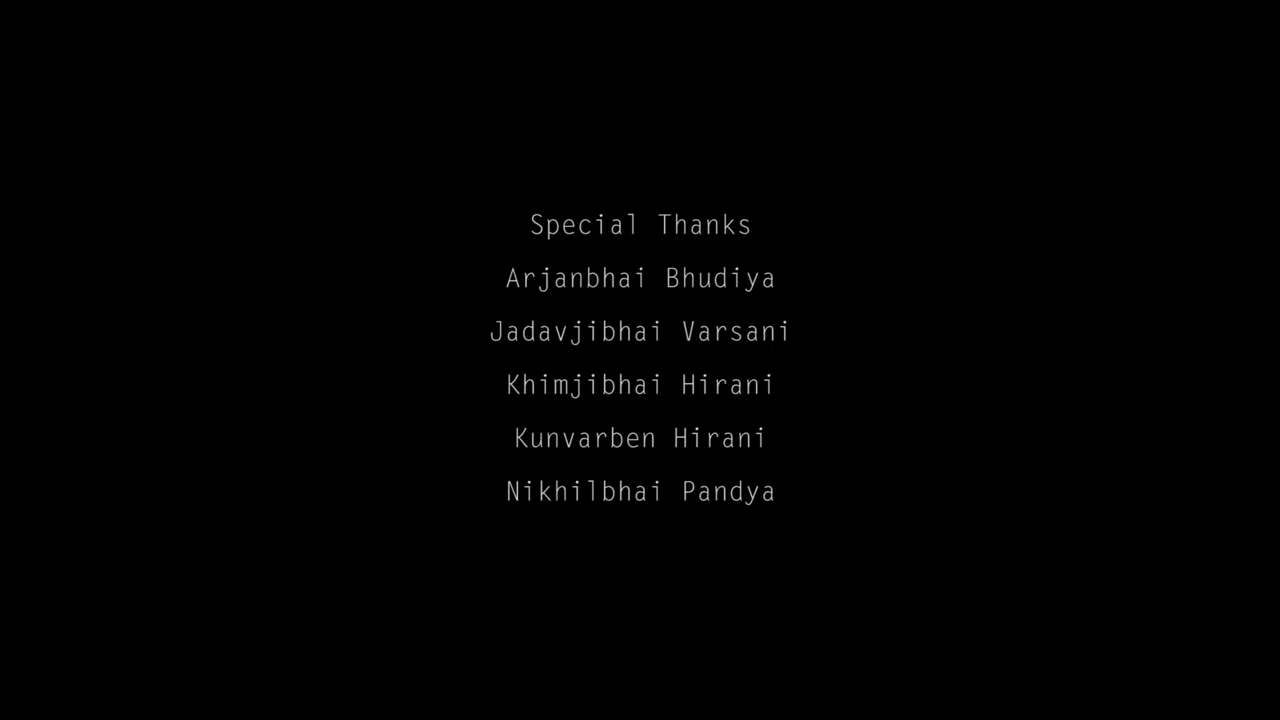 Special Thanks
Arjanbhai Bhudiya
Jadavjibhai Varsani
Khimjibhai Hirani
Kunvarben Hirani
Nikhilbhai Pandya